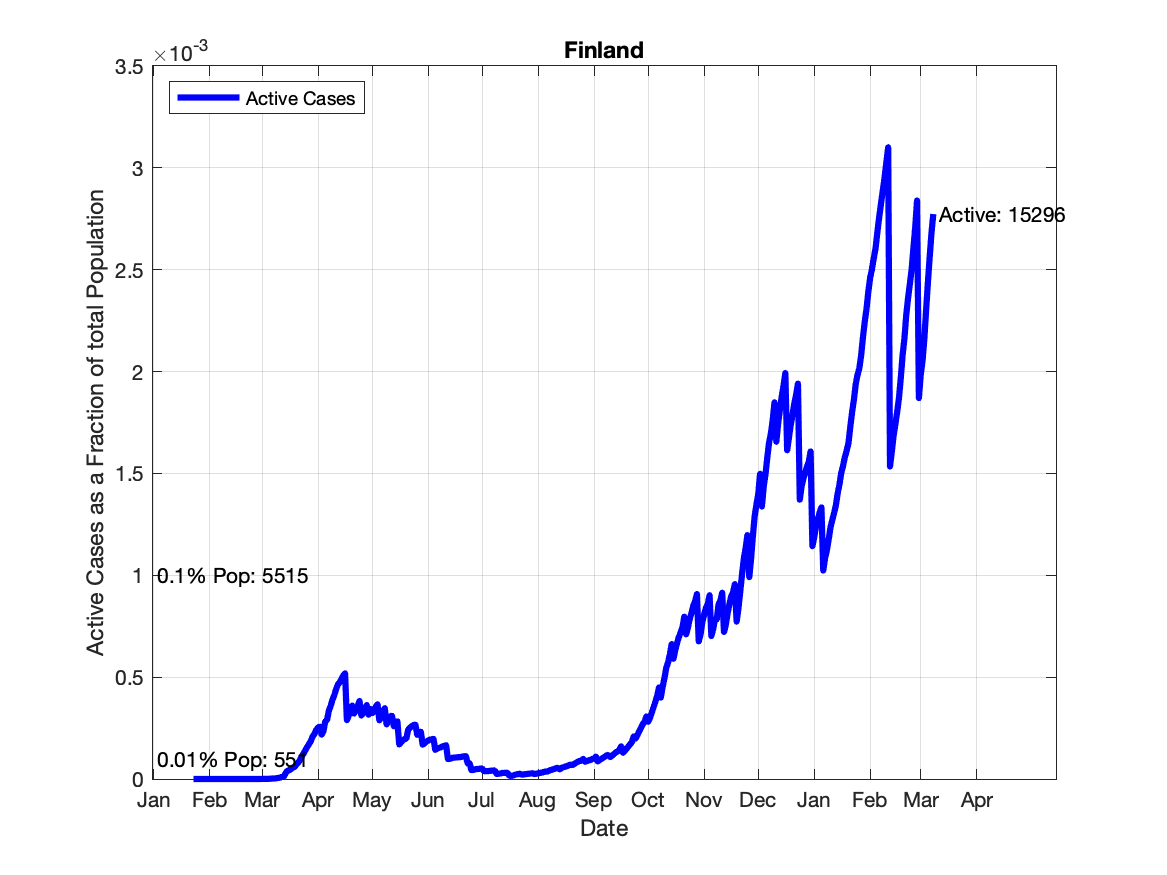 Finland
×10-3
3.5
3
2.5
2
1.5
1
0.5
0
Active Cases
Active: 15296
0.1% Pop: 5515
0.01% Pop: 551
Active Cases as a Fraction of total Population
Jan Feb Mar Apr May Jun Jul Aug Sep Oct Nov Dec Jan Feb Mar Apr
Date